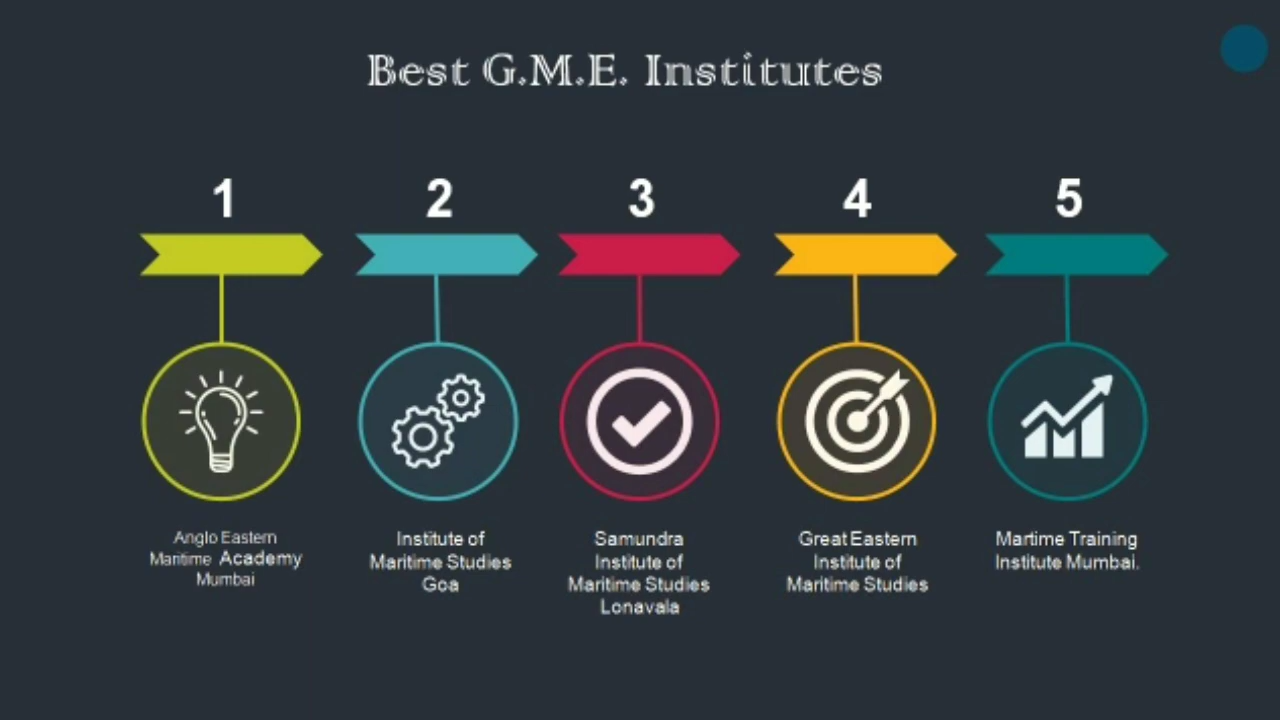 Best G.M.E. Institutes
1
2
3
4
5
Anglo Eastern
Maritime Academy
Mumbai
Institute of
Maritime Studies
Goa
Samundra
Institute of
Maritime Studies
Lonavala
Great Eastern
Institute of
Maritime Studies
Martime Training
Institute Mumbai.